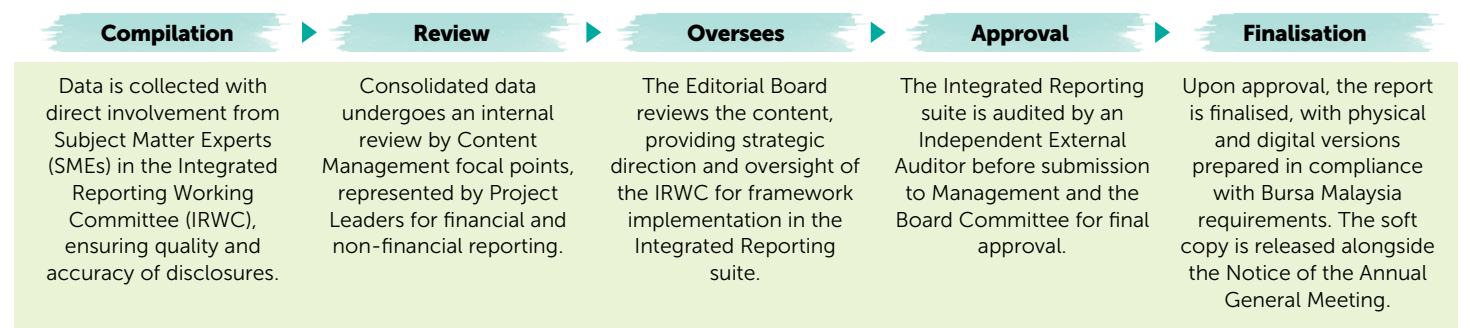 Compilation
Data is collected with
direct involvement from
Subject Matter Experts
(SMEs) in the Integrated
Reporting Working
Committee (IRWC),
ensuring quality and
accuracy of disclosures.
Review
Consolidated data
undergoes an internal
review by Content
Management focal points,
represented by Project
Leaders for financial and
non-financial reporting.
Oversees
The Editorial Board
reviews the content,
providing strategic
direction and oversight of
the IRWC for framework
implementation in the
Integrated Reporting
suite.
Approval
The Integrated Reporting
suite is audited by an
Independent External
Auditor before submission
to Management and the
Board Committee for final
approval.
Finalisation
Upon approval, the report
is finalised, with physical
and digital versions
prepared in compliance
with Bursa Malaysia
requirements. The soft
copy is released alongside
the Notice of the Annual
General Meeting.